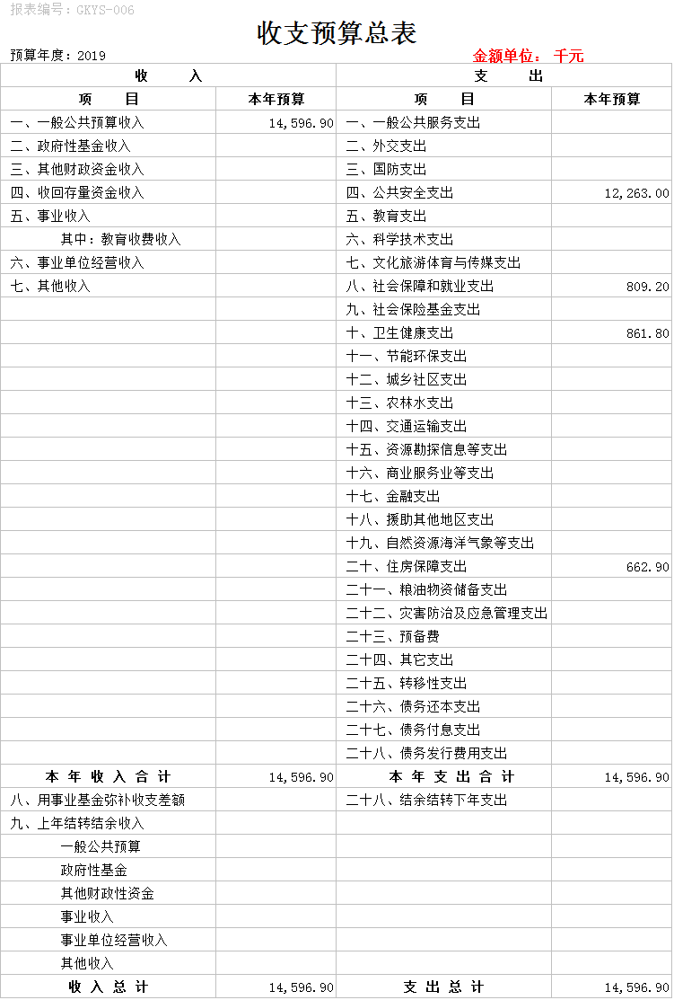 报表编号：GKYS-006
收支预算总表
预算年度：2019 金额单位： 千元
收 入 支 出
项 目 本年预算 项 目 本年预算
一、一般公共预算收入 14,596.90 一、一般公共服务支出
二、政府性基金收入 二、外交支出
三、其他财政资金收入 三、国防支出
四、收回存量资金收入 四、公共安全支出 12,263.00
五、事业收入 五、教育支出
其中：教育收费收入 六、科学技术支出
六、事业单位经营收入 七、文化旅游体育与传媒支出
七、其他收入 八、社会保障和就业支出 809.20
九、社会保险基金支出
十、卫生健康支出 861.80
十一、节能环保支出
十二、城乡社区支出
十三、农林水支出
十四、交通运输支出
十五、资源勘探信息等支出
十六、商业服务业等支出
十七、金融支出
十八、援助其他地区支出
十九、自然资源海洋气象等支出
二十、住房保障支出 662.90
二十一、粮油物资储备支出
二十二、灾害防治及应急管理支出
二十三、预备费
二十四、其它支出
二十五、转移性支出
二十六、债务还本支出
二十七、债务付息支出
二十八、债务发行费用支出
本 年 收 入 合 计 14,596.90 本 年 支 出 合 计 14,596.90
八、用事业基金弥补收支差额 二十八、结余结转下年支出
九、上年结转结余收入
一般公共预算
政府性基金
其他财政性资金
事业收入
事业单位经营收入
其他收入
收 入 总 计 14,596.90 支 出 总 计 14,596.90